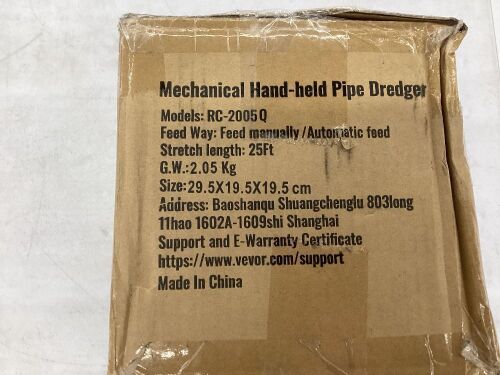 Mechanical Hand-held Pipe Dredger
Models: RC-2005Q
Feed Way: Feed manually/Automatic feed
Stretch length: 25Ft
G.W.: 2.05 Kg
Size: 29.5X19.5X19.5 cm
Address: Baoshanqu Shuangchenglu 803long
11hao 1602A-1609shi Shanghai
Support and E-Warranty Certificate
https://www.vevor.com/support
Made In China